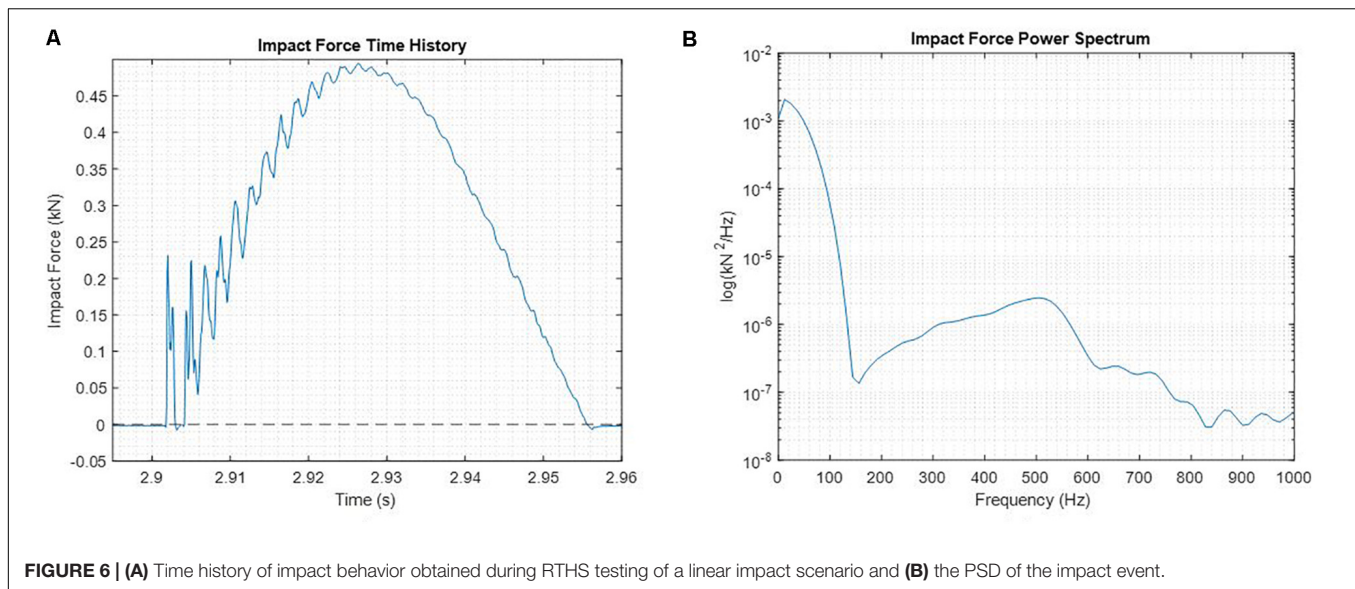 A
Impact Force Time History
Impact Force (kN)
0.45
0.4
0.35
0.3
0.25
0.2
0.15
0.1
0.05
0
-0.05
2.9 2.91 2.92 2.93 2.94 2.95 2.96
Time (s)
B
Impact Force Power Spectrum
log(kN 2/Hz)
10-2
10-3
10-4
10-5
10-6
10-7
10-8
0 100 200 300 400 500 600 700 800 900 1000
Frequency (Hz)
FIGURE 6 | (A) Time history of impact behavior obtained during RTHS testing of a linear impact scenario and (B) the PSD of the impact event.